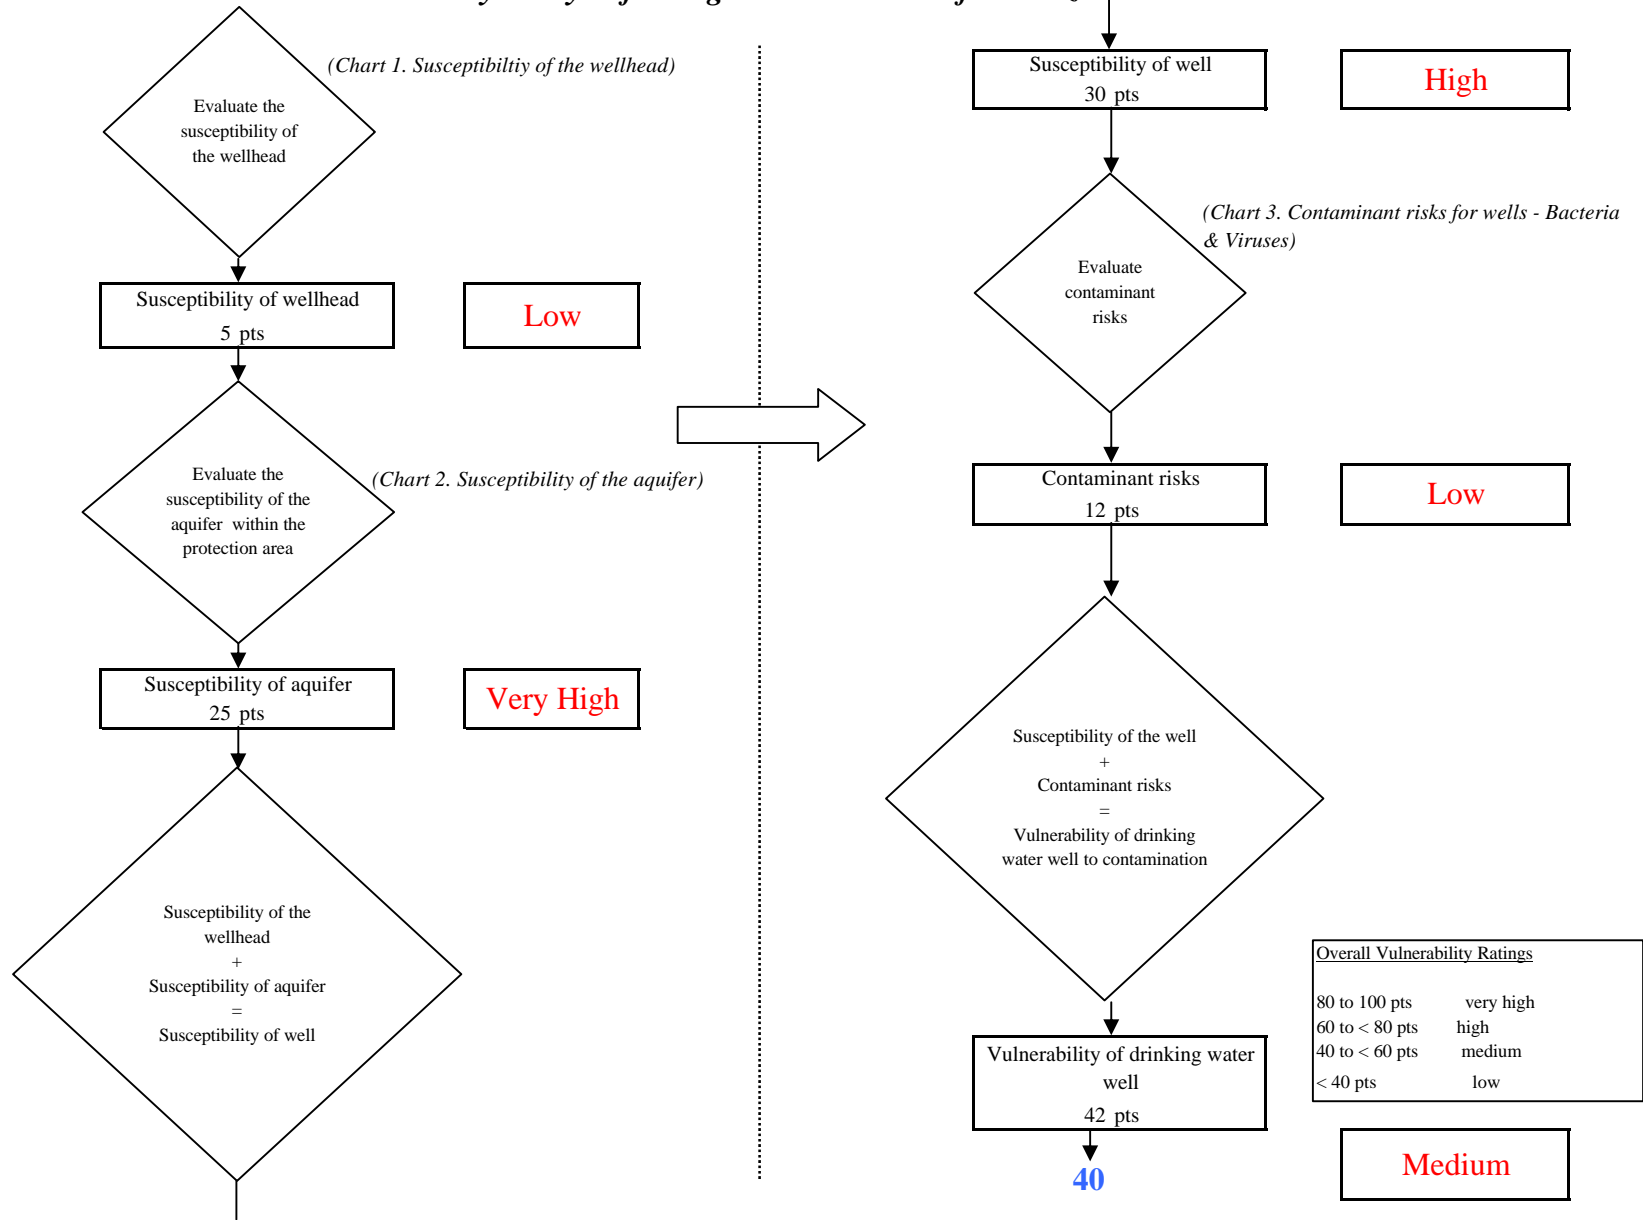 (Chart 1. Susceptibiltiy of the wellhead)
Evaluate the
susceptibility of
the wellhead
Susceptibility of wellhead
5 pts
Low
Evaluate the
susceptibility of the
aquifer within the
protection area
(Chart 2. Susceptibility of the aquifer)
Susceptibility of aquifer
25 pts
Very High
Susceptibility of the
wellhead
+
Susceptibility of aquifer
=
Susceptibility of well
Susceptibility of well
30 pts
High
(Chart 3. Contaminant risks for wells - Bacteria
& Viruses)
Evaluate
contaminant
risks
Contaminant risks
12 pts
Low
Susceptibility of the well
+
Contaminant risks
=
Vulnerability of drinking
water well to contamination
Overall Vulnerability Ratings
80 to 100 pts very high
60 to < 80 pts high
40 to < 60 pts medium
< 40 pts low
Vulnerability of drinking water
well
42 pts
40
Medium